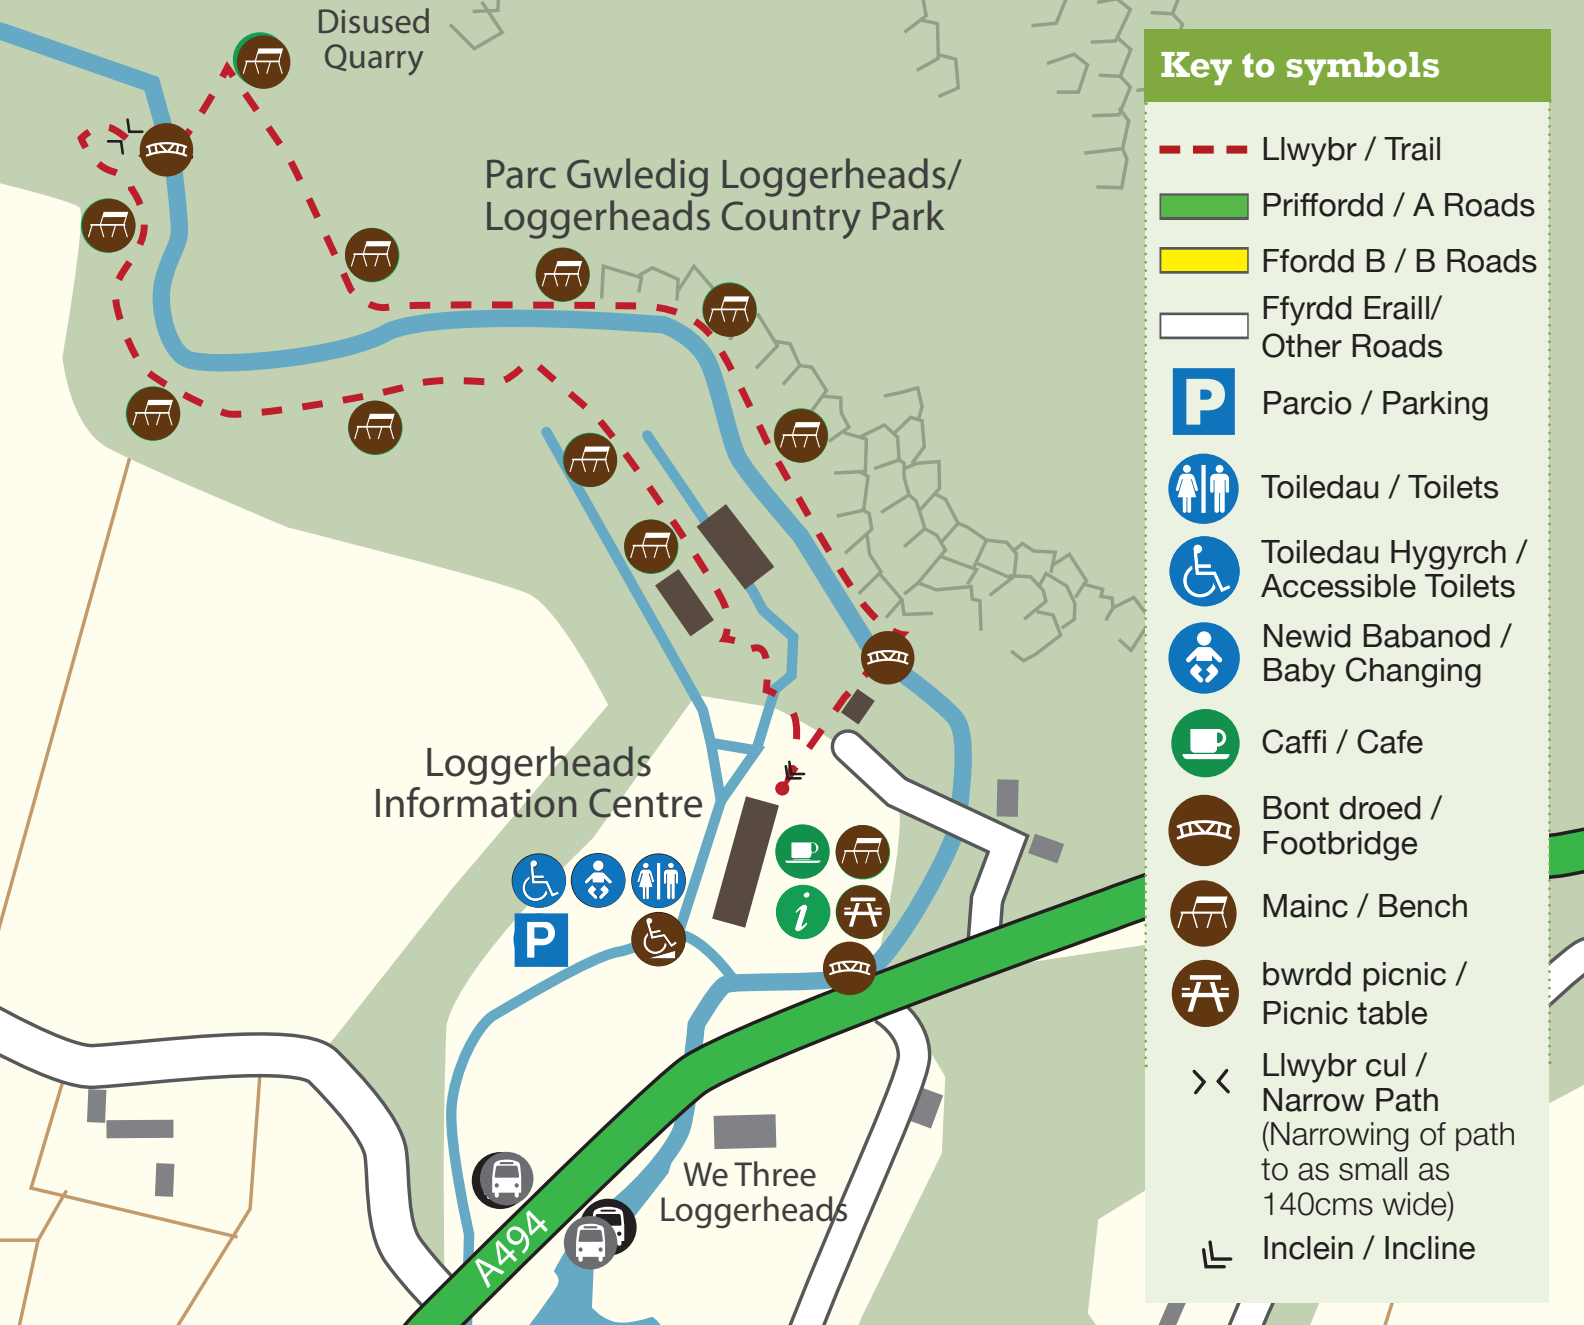 Disused
Quarry
Parc Gwledig Loggerheads/
Loggerheads Country Park
Loggerheads
Information Centre
P
i
We Three
Loggerheads
A494
Key to symbols
Llwybr / Trail
Priffordd / A Roads
Ffordd B / B Roads
Ffyrdd Eraill/
Other Roads
P
Parcio / Parking
Toiledau / Toilets
Toiledau Hygyrch /
Accessible Toilets
Newid Babanod /
Baby Changing
Caffi / Cafe
Bont droed /
Footbridge
Mainc / Bench
bwrdd picnic /
Picnic table
Llwybr cul /
Narrow Path
(Narrowing of path
to as small as
140cms wide)
Inclein / Incline